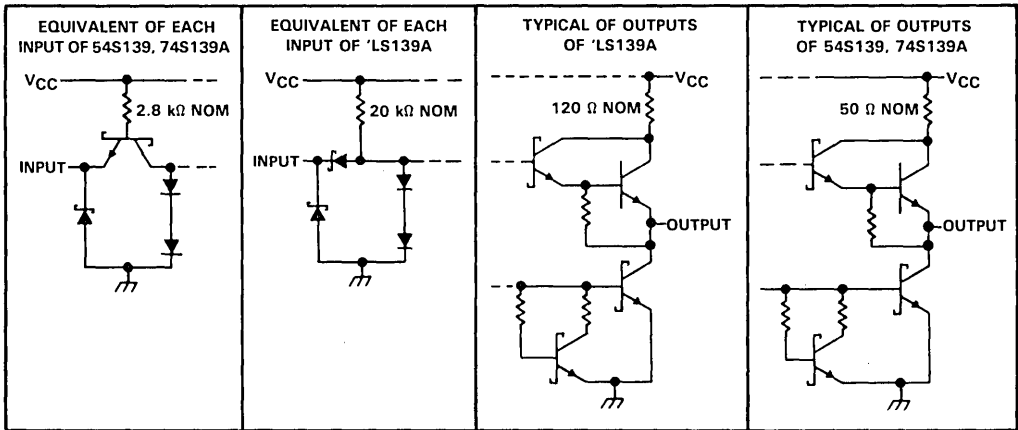 EQUIVALENT OF EACH
INPUT OF 54S139, 74S139A
VCC
2.8 kΩ NOM
INPUT
EQUIVALENT OF EACH
INPUT OF 'LS139A
VCC
20 kΩ NOM
INPUT
TYPICAL OF OUTPUTS
OF 'LS139A
VCC
120 Ω NOM
OUTPUT
TYPICAL OF OUTPUTS
OF 54S139, 74S139A
VCC
50 Ω NOM
OUTPUT